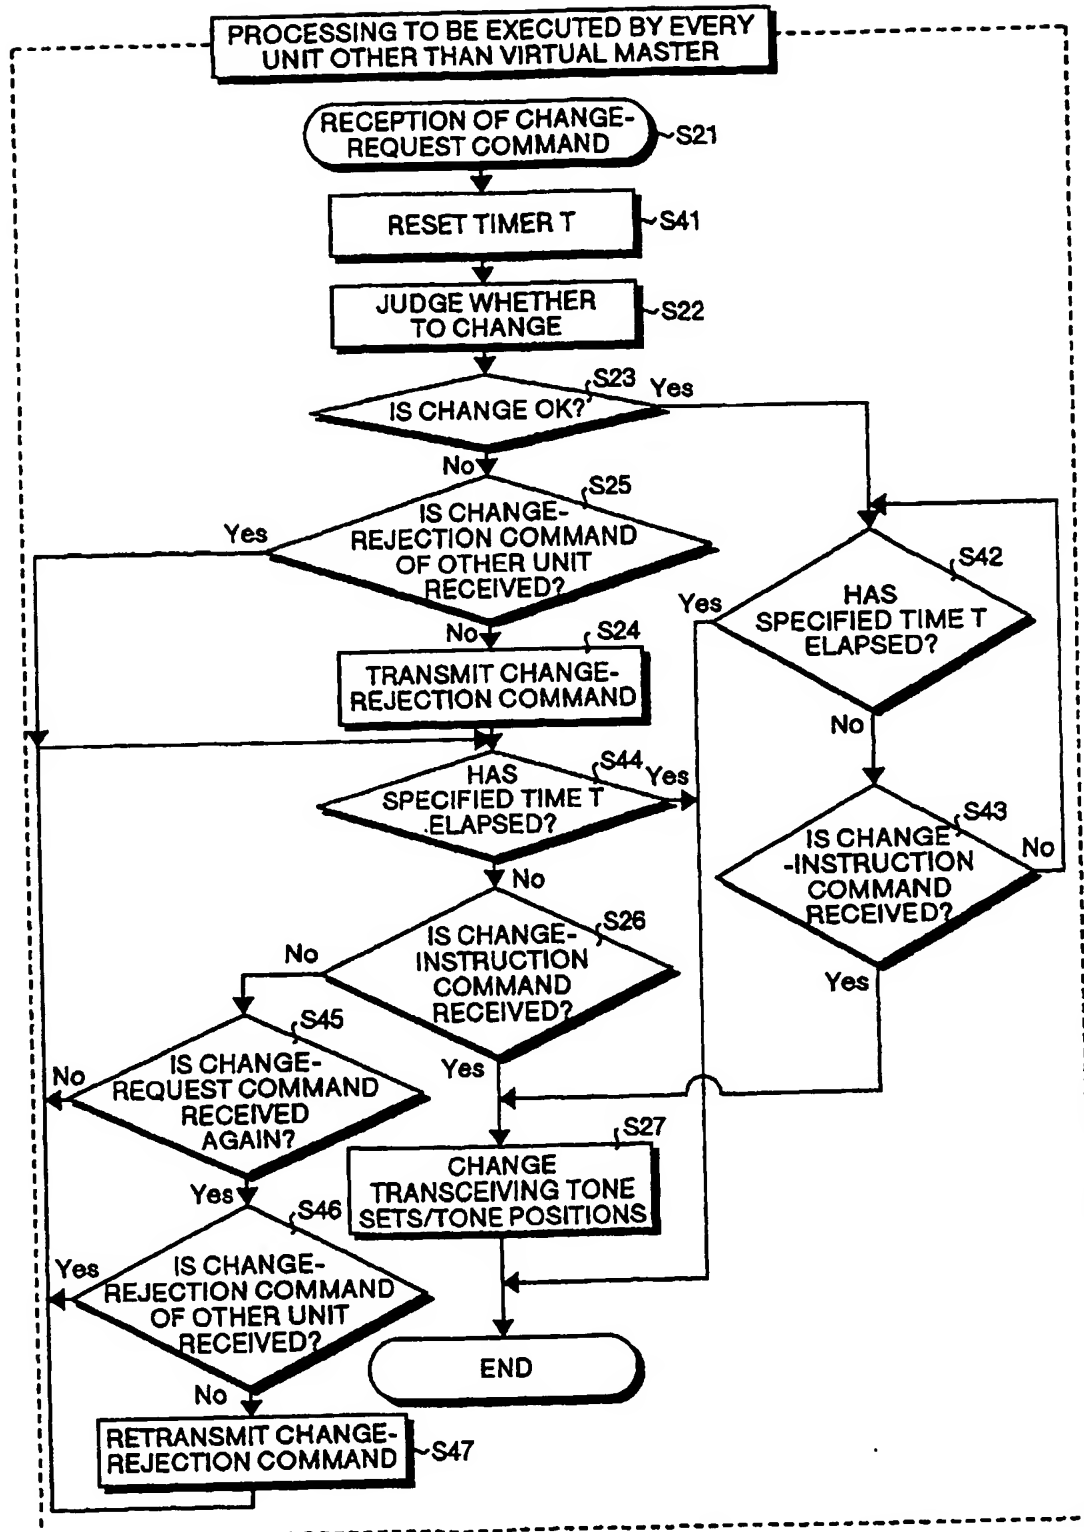 PROCESSING TO BE EXECUTED BY EVERY
UNIT OTHER THAN VIRTUAL MASTER
RECEPTION OF CHANGE-
REQUEST COMMAND
S21
RESET TIMER T
S41
JUDGE WHETHER
TO CHANGE
S22
S23
IS CHANGE OK?
Yes
No
S25
IS CHANGE-
REJECTION COMMAND
OF OTHER UNIT
RECEIVED?
Yes
No
S42
HAS
SPECIFIED TIME T
ELAPSED?
Yes
No
S24
TRANSMIT CHANGE-
REJECTION COMMAND
S44
HAS
SPECIFIED TIME T
ELAPSED?
Yes
No
S43
IS CHANGE
-INSTRUCTION
COMMAND
RECEIVED?
No
Yes
S26
IS CHANGE-
INSTRUCTION
COMMAND
RECEIVED?
No
Yes
S45
IS CHANGE-
REQUEST COMMAND
RECEIVED
AGAIN?
No
Yes
S27
CHANGE
TRANSCEIVING TONE
SETS/TONE POSITIONS
S46
IS CHANGE-
REJECTION COMMAND
OF OTHER UNIT
RECEIVED?
Yes
No
END
RETRANSMIT CHANGE-
REJECTION COMMAND
S47